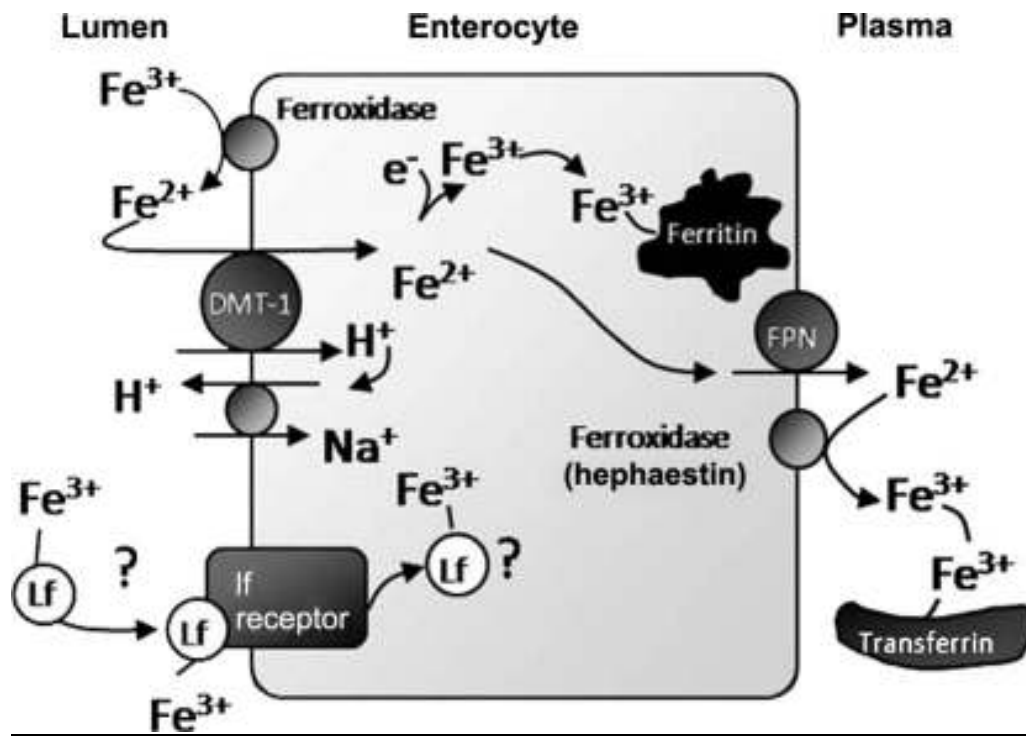 Lumen
Enterocyte
Plasma
Fe³⁺
Ferroxidase
Fe²⁺
e⁻
Fe³⁺
Fe³⁺
Ferritin
DMT-1
Fe²⁺
FPN
H⁺
H⁺
Fe²⁺
Na⁺
Ferroxidase
(hephaestin)
Fe³⁺
Fe³⁺
Fe³⁺
Lf
?
Lf
If
receptor
Lf
?
Fe³⁺
Fe³⁺
Transferrin